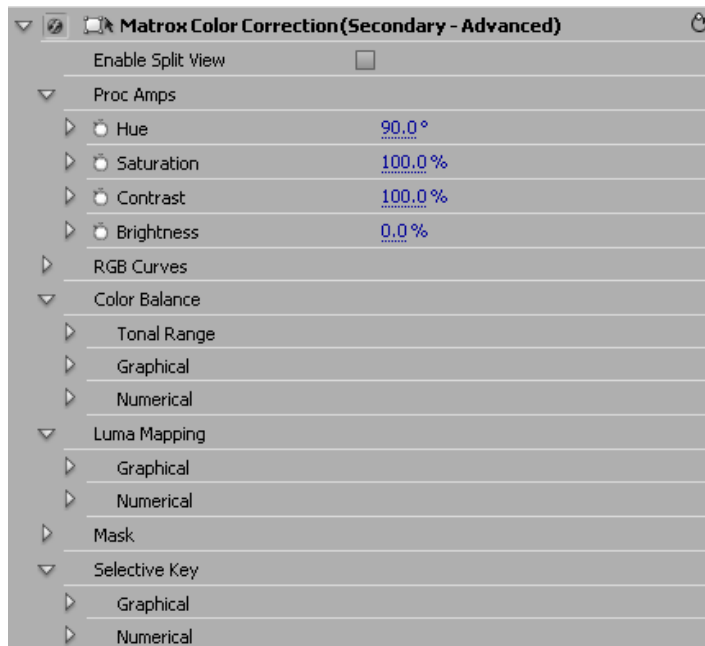 Matrox Color Correction (Secondary - Advanced)
Enable Split View
Proc Amps
Hue 90.0°
Saturation 100.0%
Contrast 100.0%
Brightness 0.0%
RGB Curves
Color Balance
Tonal Range
Graphical
Numerical
Luma Mapping
Graphical
Numerical
Mask
Selective Key
Graphical
Numerical